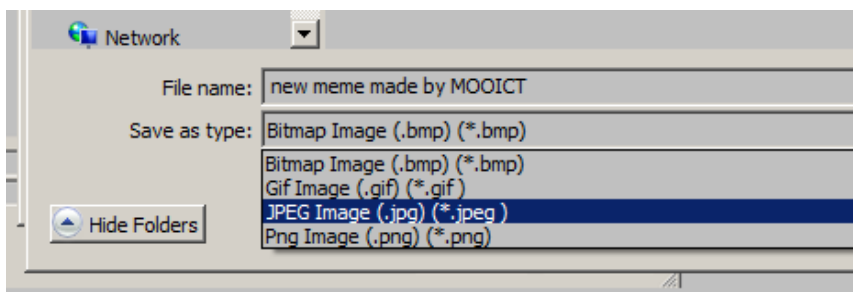 Network
File name: new meme made by MOOICT
Save as type: Bitmap Image (.bmp) (*.bmp)
Bitmap Image (.bmp) (*.bmp)
Gif Image (.gif) (*.gif )
JPEG Image (.jpg) (*.jpeg )
Png Image (.png) (*.png)
Hide Folders